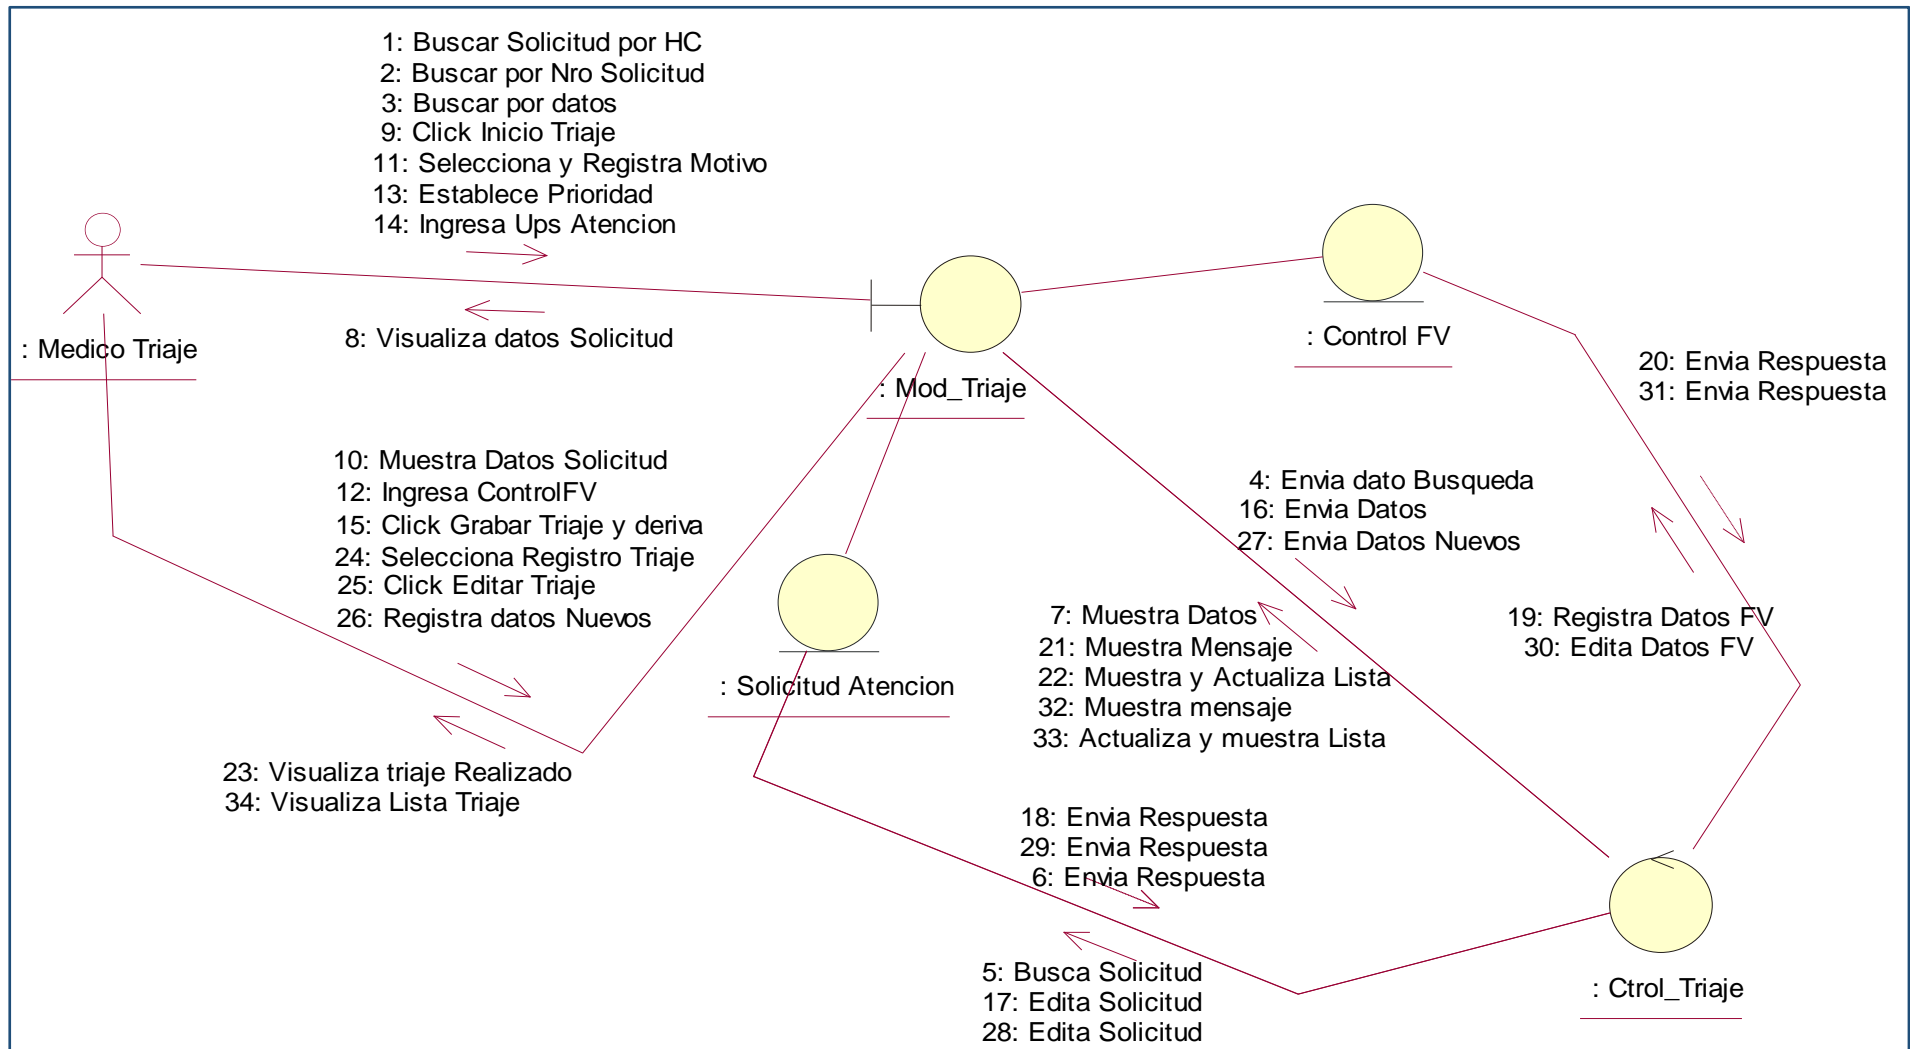 1: Buscar Solicitud por HC
2: Buscar por Nro Solicitud
3: Buscar por datos
9: Click Inicio Triaje
11: Selecciona y Registra Motivo
13: Establece Prioridad
14: Ingresa Ups Atencion
8: Visualiza datos Solicitud
: Medico Triaje
: Mod_Triaje
: Control FV
20: Envia Respuesta
31: Envia Respuesta
10: Muestra Datos Solicitud
12: Ingresa ControlFV
15: Click Grabar Triaje y deriva
24: Selecciona Registro Triaje
25: Click Editar Triaje
26: Registra datos Nuevos
4: Envia dato Busqueda
16: Envia Datos
27: Envia Datos Nuevos
7: Muestra Datos
21: Muestra Mensaje
22: Muestra y Actualiza Lista
32: Muestra mensaje
33: Actualiza y muestra Lista
19: Registra Datos FV
30: Edita Datos FV
: Solicitud Atencion
23: Visualiza triaje Realizado
34: Visualiza Lista Triaje
18: Envia Respuesta
29: Envia Respuesta
6: Envia Respuesta
5: Busca Solicitud
17: Edita Solicitud
28: Edita Solicitud
: Ctrol_Triaje